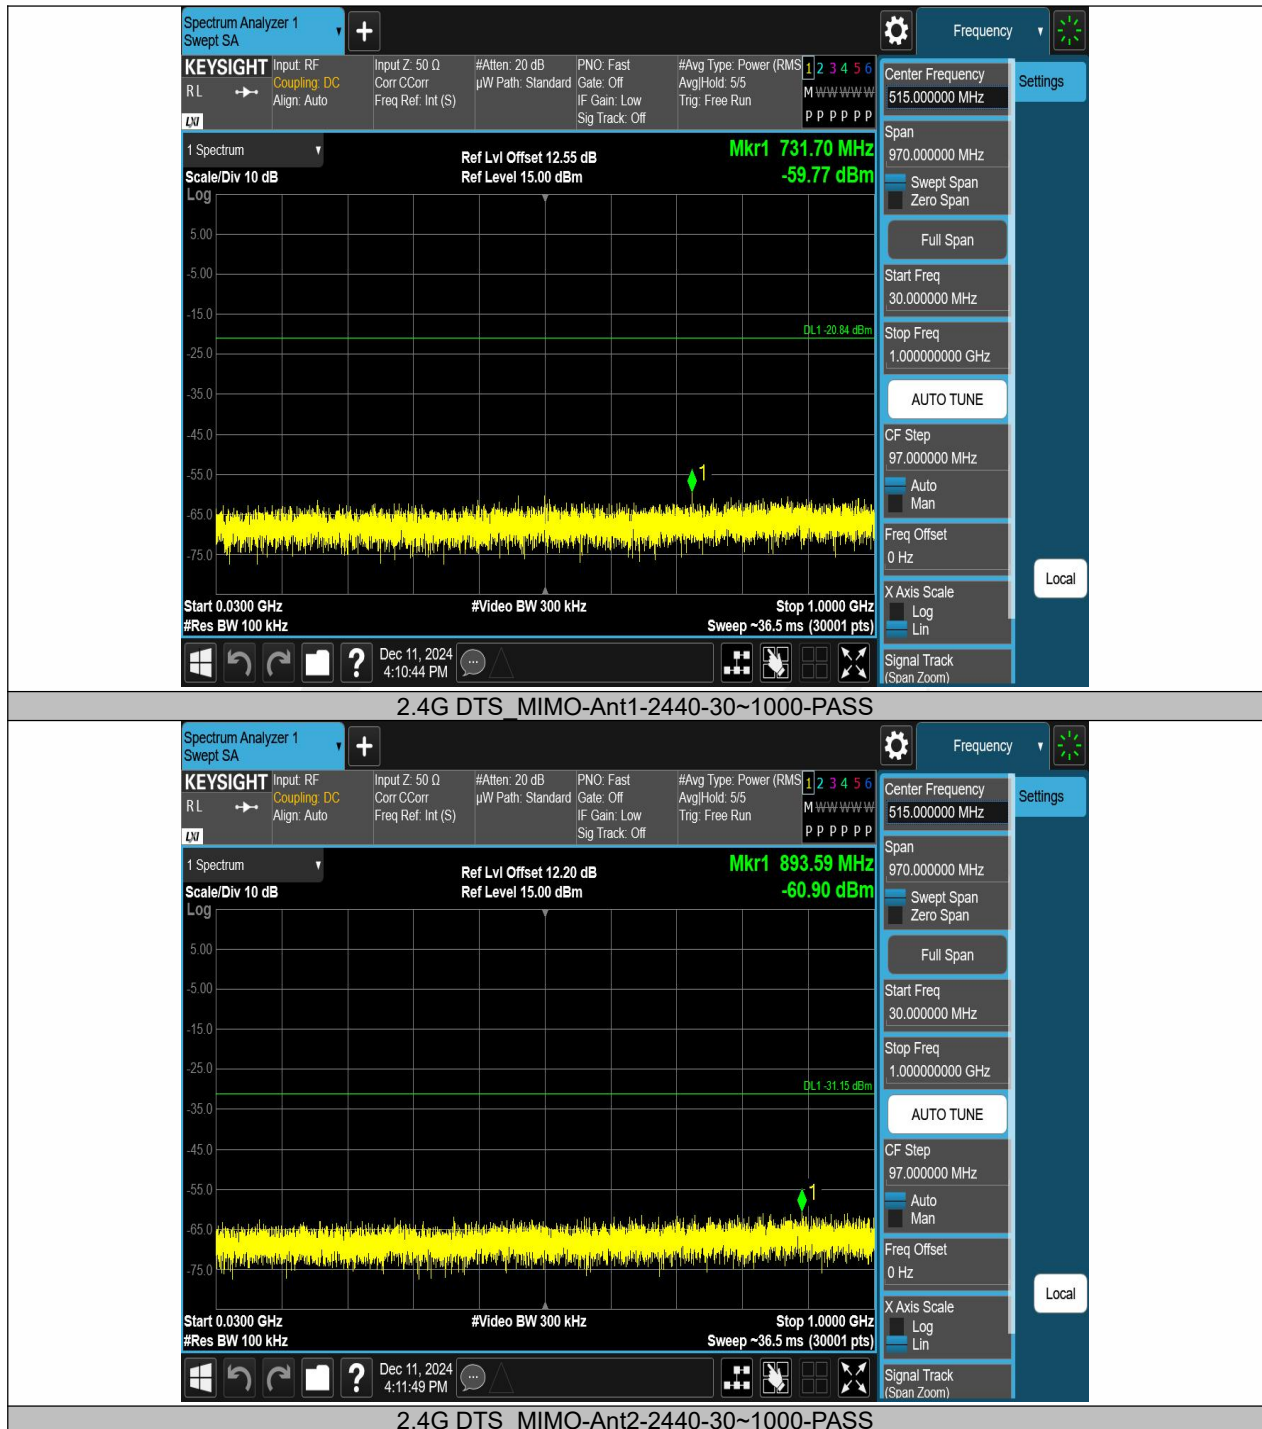 Spectrum Analyzer 1
Swept SA
Frequency
KEYSIGHT
R L
LXI
Input: RF
Coupling: DC
Align: Auto
Input Z: 50 Ω
Corr CCorr
Freq Ref: Int (S)
#Atten: 20 dB
µW Path: Standard
PNO: Fast
Gate: Off
IF Gain: Low
Sig Track: Off
#Avg Type: Power (RMS
Avg|Hold: 5/5
Trig: Free Run
1 2 3 4 5 6
M W W W W W
P P P P P P
Center Frequency
515.000000 MHz
Settings
1 Spectrum
Scale/Div 10 dB
Log
Ref Lvl Offset 12.55 dB
Ref Level 15.00 dBm
Mkr1 731.70 MHz
-59.77 dBm
Span
970.000000 MHz
Swept Span
Zero Span
Full Span
Start Freq
30.000000 MHz
Stop Freq
1.000000000 GHz
AUTO TUNE
CF Step
97.000000 MHz
Auto
Man
Freq Offset
0 Hz
X Axis Scale
Log
Lin
Signal Track
(Span Zoom)
Local
5.00
-5.00
-15.0
DL1 -20.84 dBm
-25.0
-35.0
-45.0
-55.0
1
-65.0
-75.0
Start 0.0300 GHz
#Video BW 300 kHz
Stop 1.0000 GHz
#Res BW 100 kHz
Sweep ~36.5 ms (30001 pts)
Dec 11, 2024
4:10:44 PM
2.4G DTS_MIMO-Ant1-2440-30~1000-PASS
Spectrum Analyzer 1
Swept SA
Frequency
KEYSIGHT
R L
LXI
Input: RF
Coupling: DC
Align: Auto
Input Z: 50 Ω
Corr CCorr
Freq Ref: Int (S)
#Atten: 20 dB
µW Path: Standard
PNO: Fast
Gate: Off
IF Gain: Low
Sig Track: Off
#Avg Type: Power (RMS
Avg|Hold: 5/5
Trig: Free Run
1 2 3 4 5 6
M W W W W W
P P P P P P
Center Frequency
515.000000 MHz
Settings
1 Spectrum
Scale/Div 10 dB
Log
Ref Lvl Offset 12.20 dB
Ref Level 15.00 dBm
Mkr1 893.59 MHz
-60.90 dBm
Span
970.000000 MHz
Swept Span
Zero Span
Full Span
Start Freq
30.000000 MHz
Stop Freq
1.000000000 GHz
AUTO TUNE
CF Step
97.000000 MHz
Auto
Man
Freq Offset
0 Hz
X Axis Scale
Log
Lin
Signal Track
(Span Zoom)
Local
5.00
-5.00
-15.0
-25.0
DL1 -31.15 dBm
-35.0
-45.0
-55.0
1
-65.0
-75.0
Start 0.0300 GHz
#Video BW 300 kHz
Stop 1.0000 GHz
#Res BW 100 kHz
Sweep ~36.5 ms (30001 pts)
Dec 11, 2024
4:11:49 PM
2.4G DTS_MIMO-Ant2-2440-30~1000-PASS